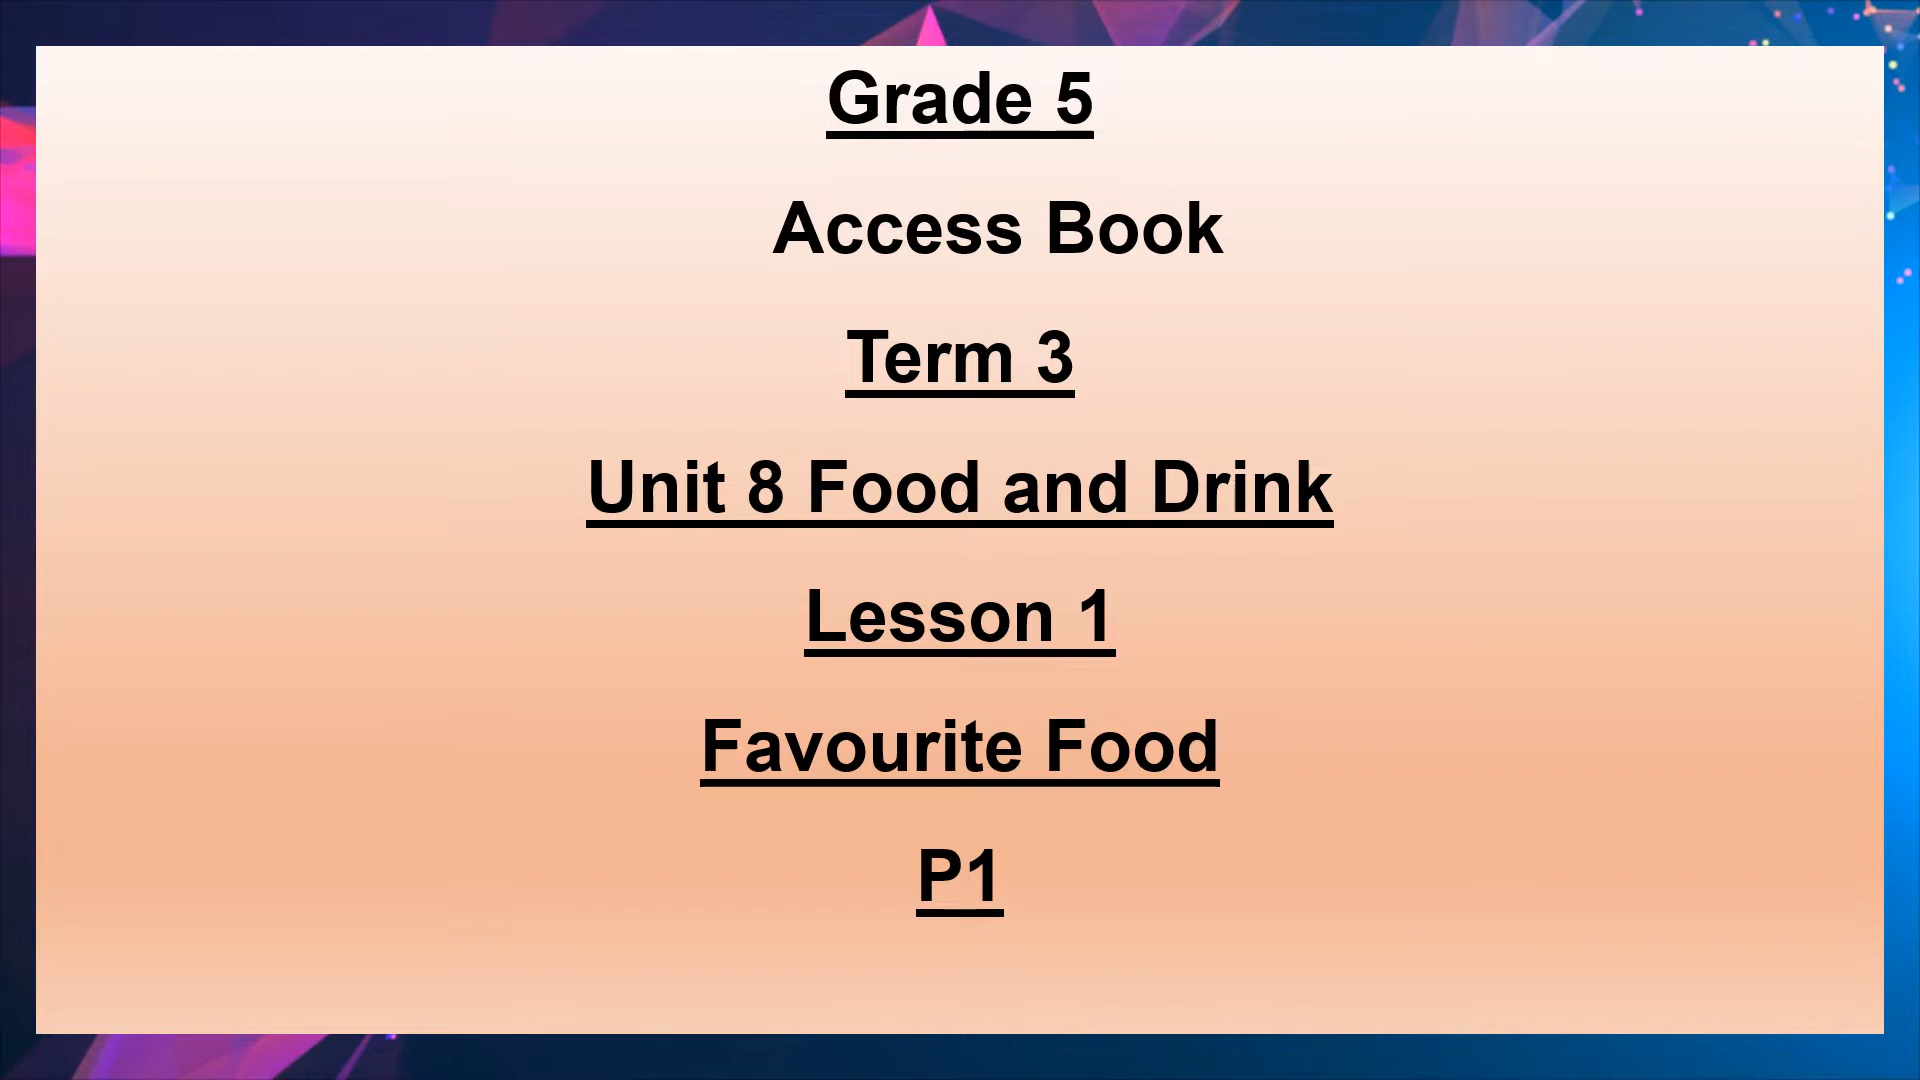 Grade 5
Access Book
Term 3
Unit 8 Food and Drink
Lesson 1
Favourite Food
P1